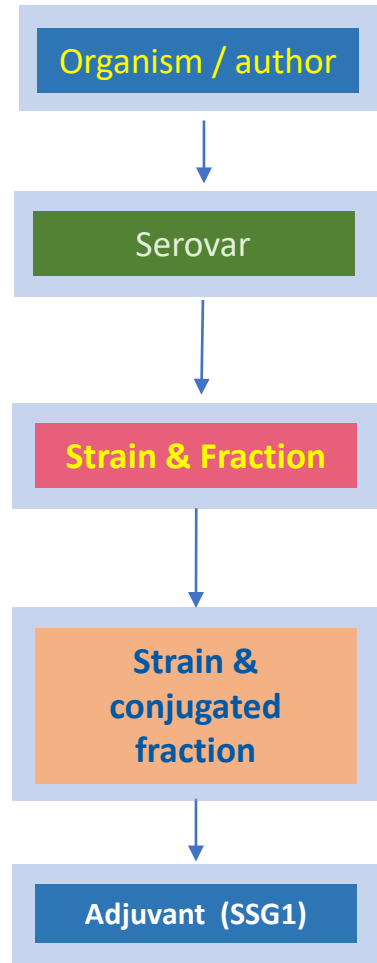 Organism / author
Serovar
Strain & Fraction
Strain &
conjugated
fraction
Adjuvant (SSG1)